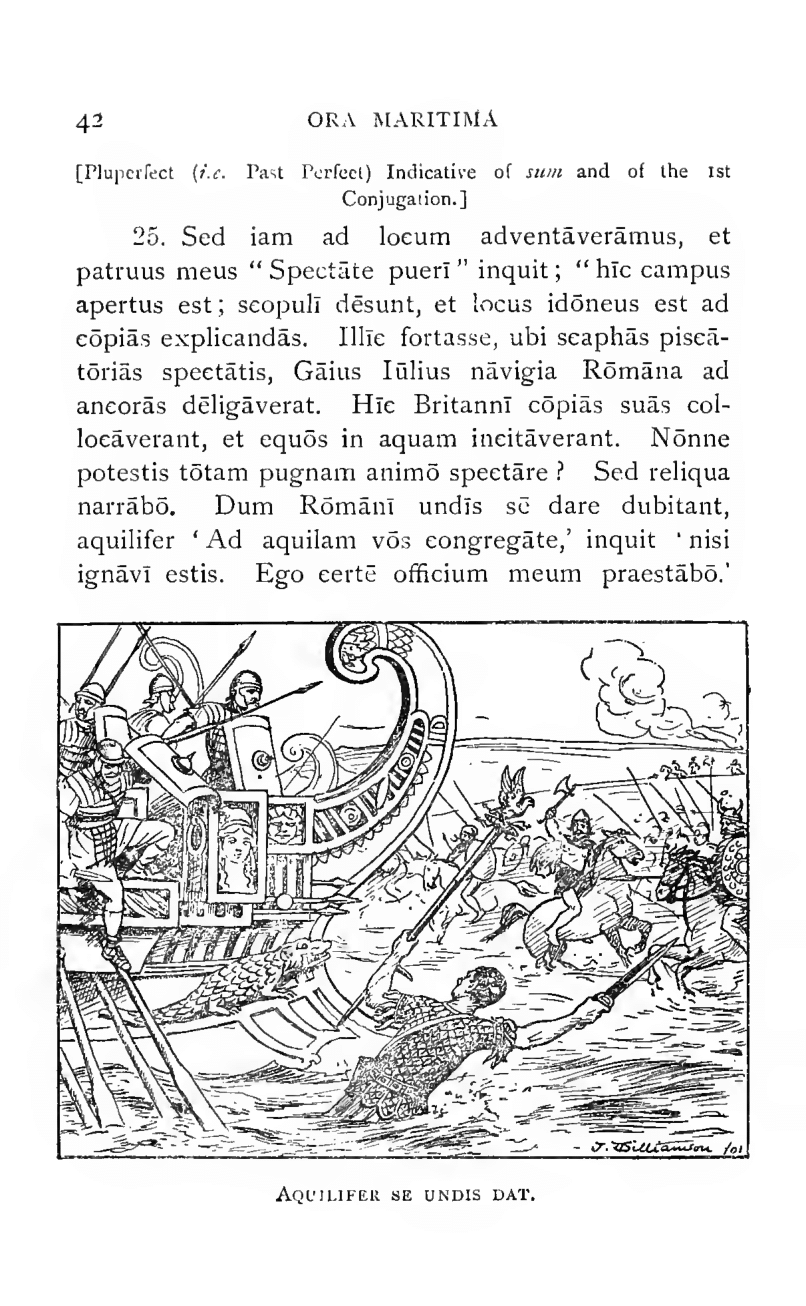 42 ORA MARITIMA
[Pluperfect (i.e. Past Perfect) Indicative of sum and of the 1st
Conjugation.]
25. Sed iam ad locum adventāverāmus, et
patruus meus “Spectāte puerī” inquit; “hīc campus
apertus est; scopulī dēsunt, et locus idōneus est ad
cōpiās explicandās. Illīc fortasse, ubi scaphās piscā-
tōriās spectātis, Gāius Iūlius nāvigia Rōmāna ad
ancorās dēligāverat. Hīc Britannī cōpiās suās col-
locāverant, et equōs in aquam incitāverant. Nōnne
potestis tōtam pugnam animō spectāre? Sed reliqua
narrābō. Dum Rōmānī undīs sē dare dubitant,
aquilifer ‘Ad aquilam vōs congregāte,’ inquit ‘nisi
ignāvī estis. Ego certē officium meum praestābō.’
J. Williamson /01
AQUILIFER SE UNDIS DAT.